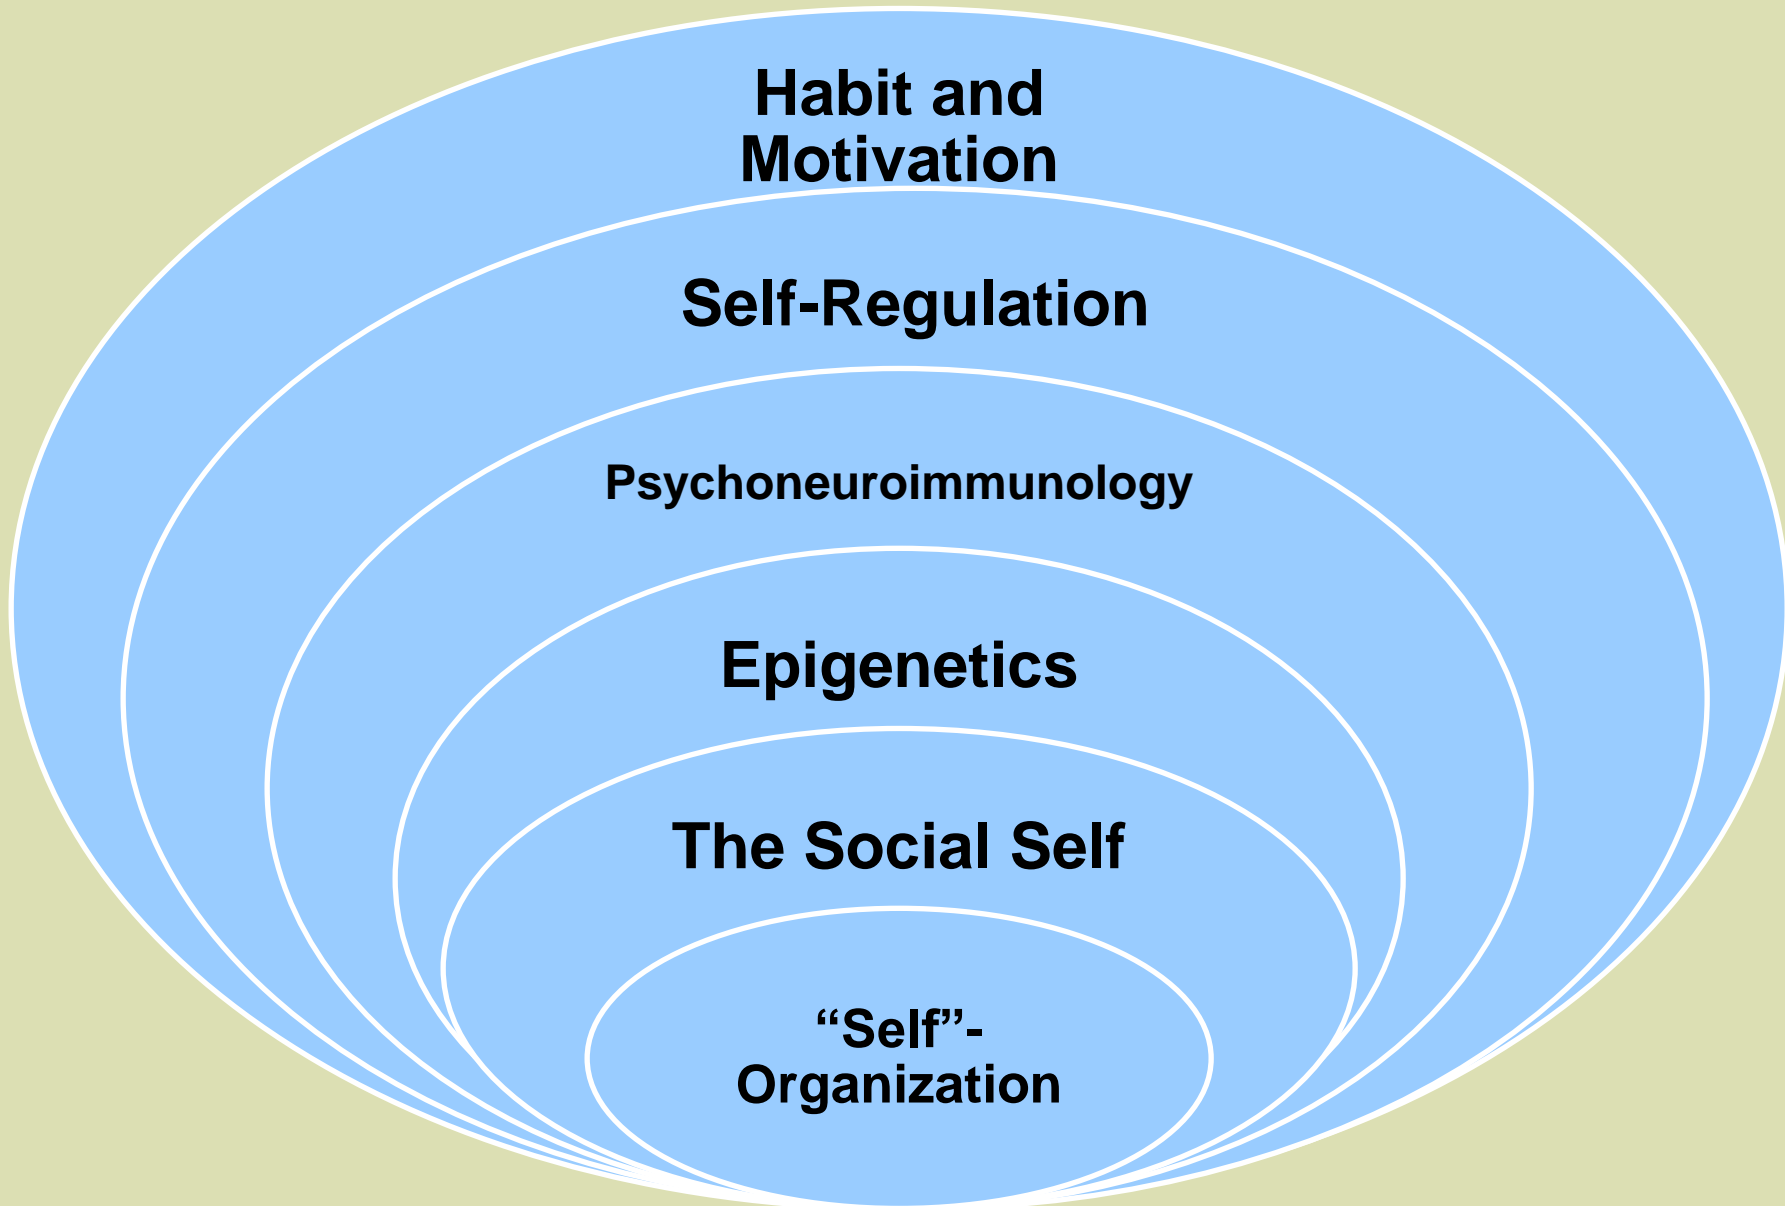 Habit and
Motivation
Self-Regulation
Psychoneuroimmunology
Epigenetics
The Social Self
“Self”-
Organization